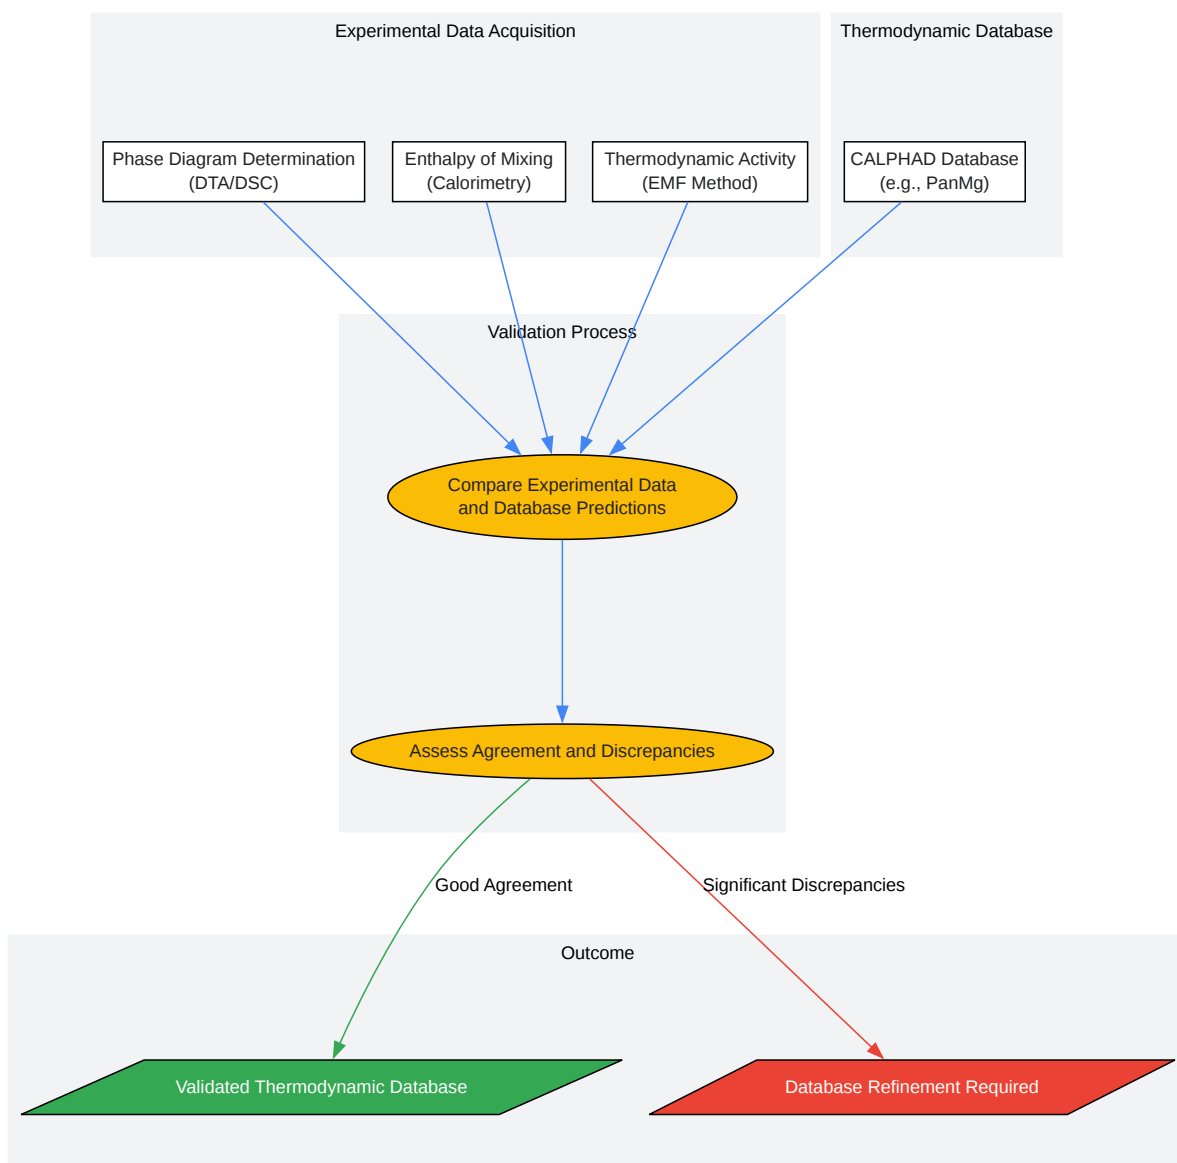 Experimental Data Acquisition
Thermodynamic Database
Phase Diagram Determination
(DTA/DSC)
Enthalpy of Mixing
(Calorimetry)
Thermodynamic Activity
(EMF Method)
CALPHAD Database
(e.g., PanMg)
Validation Process
Compare Experimental Data
and Database Predictions
Assess Agreement and Discrepancies
Good Agreement
Significant Discrepancies
Outcome
Validated Thermodynamic Database
Database Refinement Required